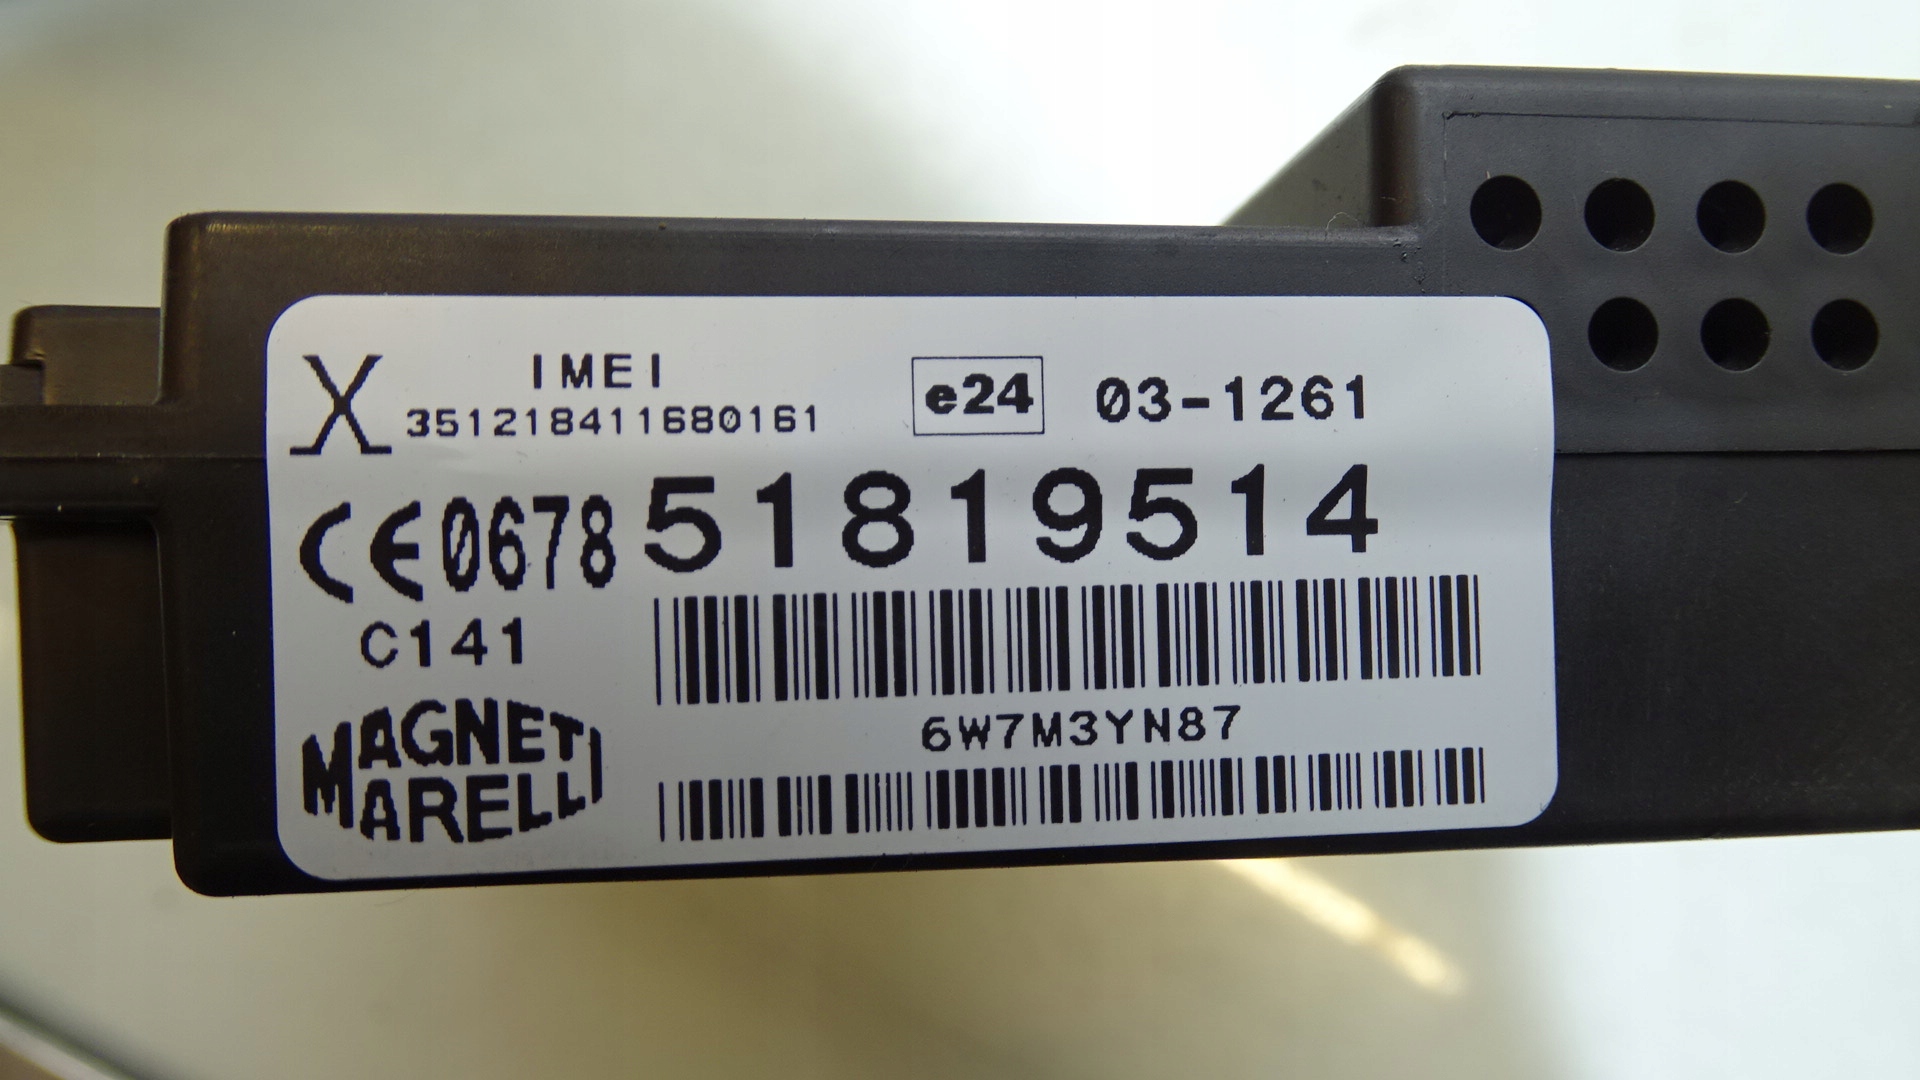 IMEI
351218411680161
e24 03-1261
CE0678 51819514
C141
6W7M3YN87
MAGNETI
MARELLI